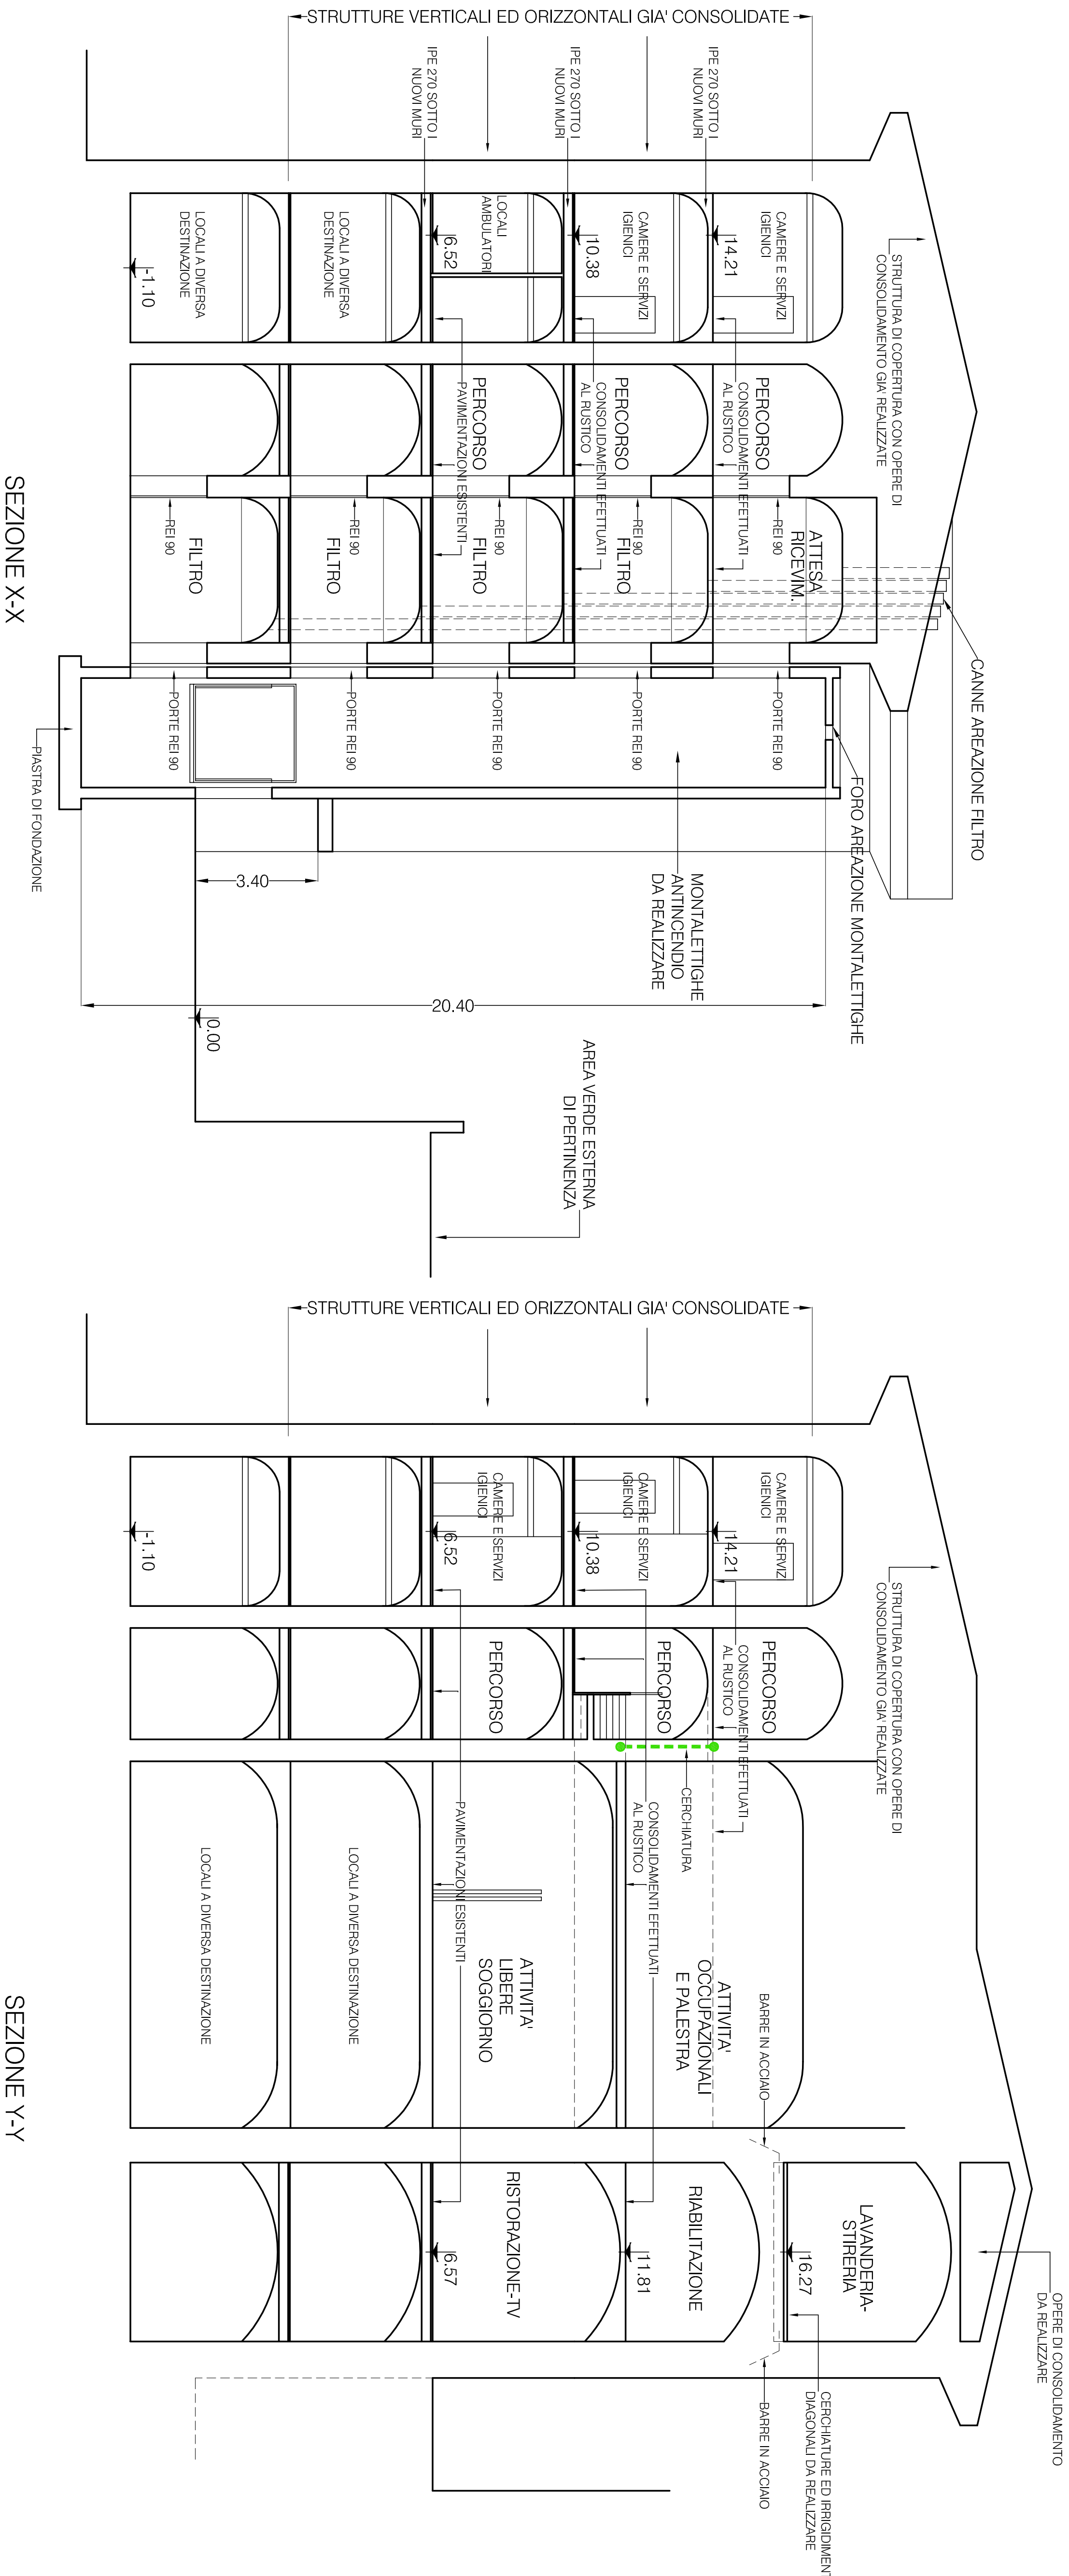 SEZIONE X-X
STRUTTURE VERTICALI ED ORIZZONTALI GIA' CONSOLIDATE
IPE 270 SOTTO I
NUOVI MURI
IPE 270 SOTTO I
NUOVI MURI
IPE 270 SOTTO I
NUOVI MURI
STRUTTURA DI COPERTURA CON OPERE DI
CONSOLIDAMENTO GIA' REALIZZATE
CANNE AREAZIONE FILTRO
FORO AREAZIONE MONTALETTIGHE
CAMERE E SERVIZI
IGIENICI
14.21
CONSOLIDAMENTI EFETTUATI
AL RUSTICO
PERCORSO
REI 90
ATTESA
RICEVIM.
PORTE REI 90
CAMERE E SERVIZI
IGIENICI
10.38
CONSOLIDAMENTI EFETTUATI
AL RUSTICO
PERCORSO
REI 90
FILTRO
PORTE REI 90
MONTALETTIGHE
ANTINCENDIO
DA REALIZZARE
LOCALI
AMBULATORI
6.52
PAVIMENTAZIONI ESISTENTI
PERCORSO
REI 90
FILTRO
PORTE REI 90
LOCALI A DIVERSA
DESTINAZIONE
REI 90
FILTRO
PORTE REI 90
LOCALI A DIVERSA
DESTINAZIONE
-1.10
REI 90
FILTRO
PORTE REI 90
3.40
20.40
0.00
PIASTRA DI FONDAZIONE
AREA VERDE ESTERNA
DI PERTINENZA
SEZIONE Y-Y
STRUTTURE VERTICALI ED ORIZZONTALI GIA' CONSOLIDATE
STRUTTURA DI COPERTURA CON OPERE DI
CONSOLIDAMENTO GIA' REALIZZATE
OPERE DI CONSOLIDAMENTO
DA REALIZZARE
LAVANDERIA-
STIRERIA
16.27
CERCHIATURE ED IRRIGIDIMEN
DIAGONALI DA REALIZZARE
BARRE IN ACCIAIO
BARRE IN ACCIAIO
CAMERE E SERVIZI
IGIENICI
14.21
CONSOLIDAMENTI EFETTUATI
AL RUSTICO
PERCORSO
CERCHIATURA
ATTIVITA'
OCCUPAZIONALI
E PALESTRA
RIABILITAZIONE
11.81
CAMERE E SERVIZI
IGIENICI
10.38
PERCORSO
CONSOLIDAMENTI EFETTUATI
AL RUSTICO
CAMERE E SERVIZI
IGIENICI
6.52
PERCORSO
PAVIMENTAZIONI ESISTENTI
ATTIVITA'
LIBERE
SOGGIORNO
RISTORAZIONE-TV
6.57
LOCALI A DIVERSA DESTINAZIONE
LOCALI A DIVERSA DESTINAZIONE
-1.10